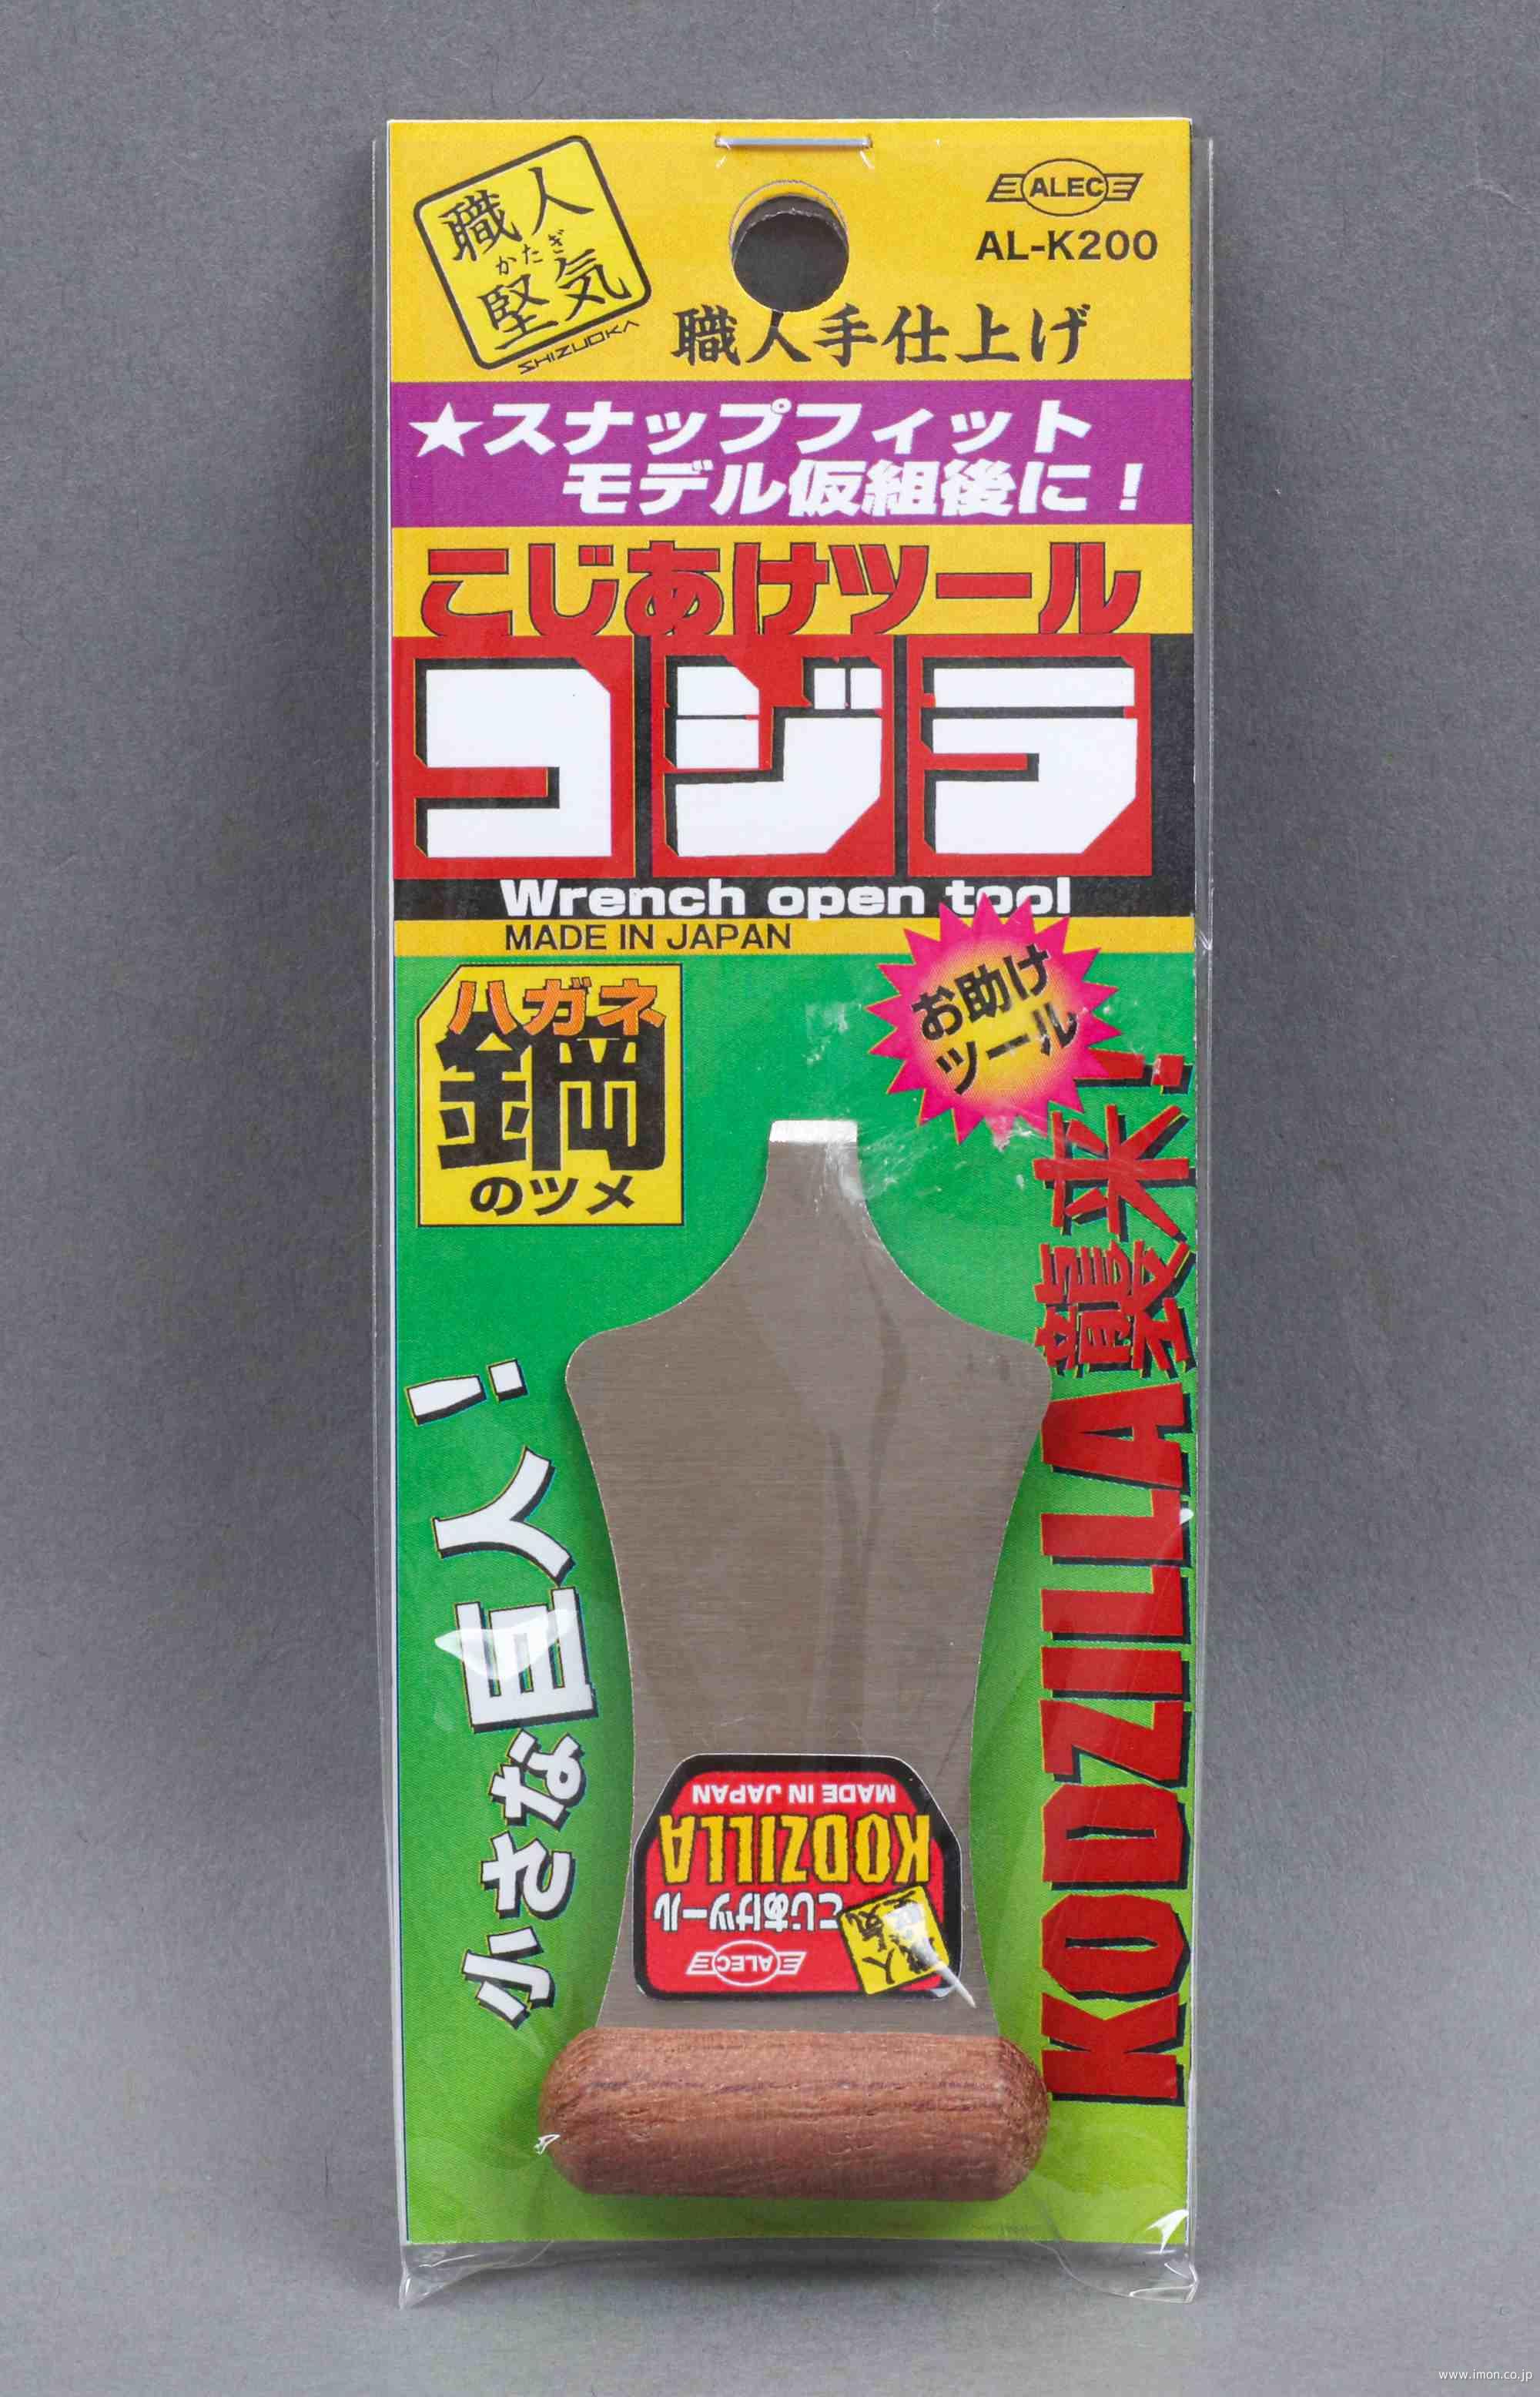 職人
かたぎ
堅気
SHIZUOKA
ALEC
AL-K200
職人手仕上げ
★スナップフィット
モデル仮組後に！
こじあけツール
コジラ
Wrench open tool
MADE IN JAPAN
ハガネ
鋼
のツメ
お助け
ツール
小さな巨人！
KODZILLA襲来！
MADE IN JAPAN
KODZILLA
こじあけツール
ALEC
www.imon.co.jp